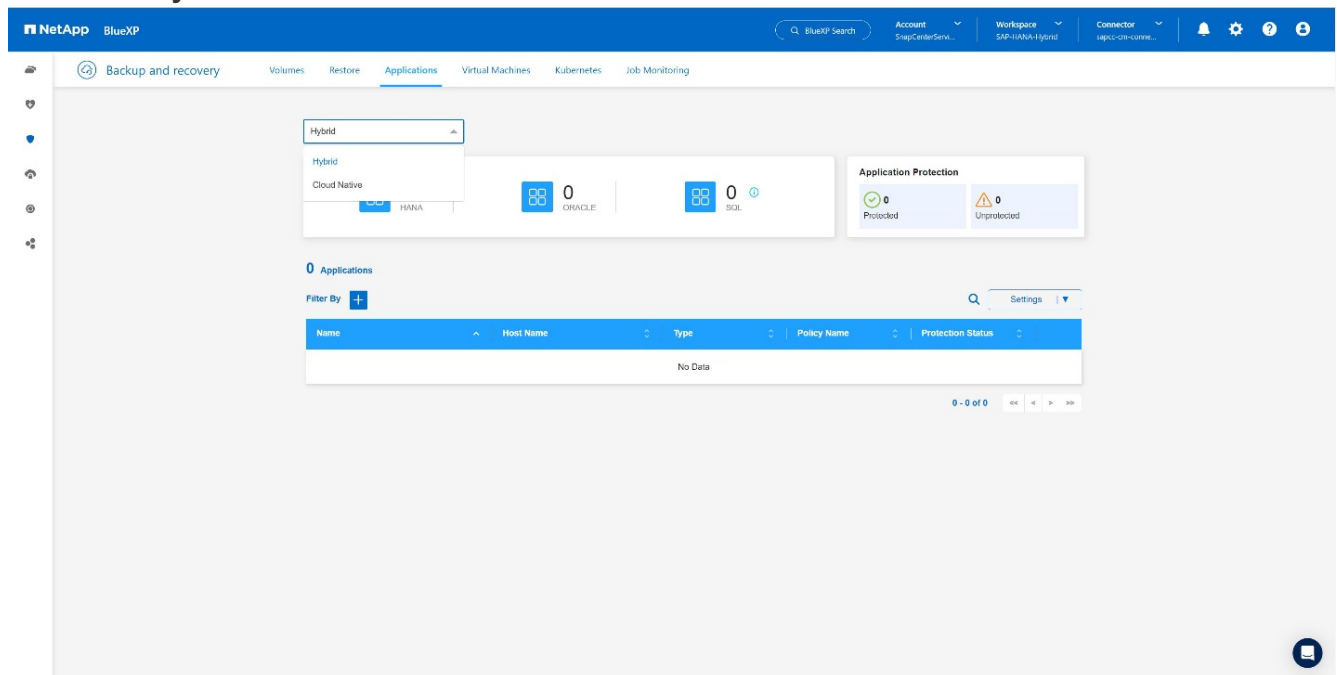 NetApp BlueXP BlueXP Search Account Workspace Connector
SnapCenterServi... SAP-HANA-Hybrid sapcc-cm-conne...
Backup and recovery Volumes Restore Applications Virtual Machines Kubernetes Job Monitoring
Hybrid
Hybrid
Cloud Native
HANA
0
ORACLE
0
SQL
Application Protection
0
Protected
0
Unprotected
0 Applications
Filter By
Settings
Name Host Name Type Policy Name Protection Status
No Data
0 - 0 of 0